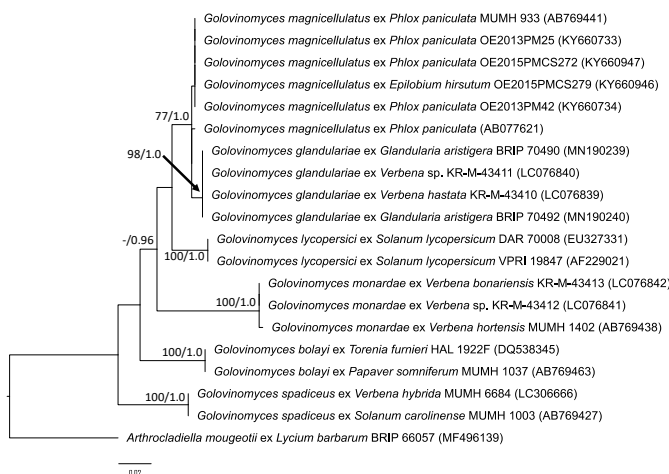 Golovinomyces magnicellulatus ex Phlox paniculata MUMH 933 (AB769441)
Golovinomyces magnicellulatus ex Phlox paniculata OE2013PM25 (KY660733)
Golovinomyces magnicellulatus ex Phlox paniculata OE2015PMCS272 (KY660947)
Golovinomyces magnicellulatus ex Epilobium hirsutum OE2015PMCS279 (KY660946)
Golovinomyces magnicellulatus ex Phlox paniculata OE2013PM42 (KY660734)
77/1.0
Golovinomyces magnicellulatus ex Phlox paniculata (AB077621)
Golovinomyces glandulariae ex Glandularia aristigera BRIP 70490 (MN190239)
98/1.0
Golovinomyces glandulariae ex Verbena sp. KR-M-43411 (LC076840)
Golovinomyces glandulariae ex Verbena hastata KR-M-43410 (LC076839)
Golovinomyces glandulariae ex Glandularia aristigera BRIP 70492 (MN190240)
-/0.96
Golovinomyces lycopersici ex Solanum lycopersicum DAR 70008 (EU327331)
100/1.0
Golovinomyces lycopersici ex Solanum lycopersicum VPRI 19847 (AF229021)
Golovinomyces monardae ex Verbena bonariensis KR-M-43413 (LC076842)
100/1.0
Golovinomyces monardae ex Verbena sp. KR-M-43412 (LC076841)
Golovinomyces monardae ex Verbena hortensis MUMH 1402 (AB769438)
Golovinomyces bolayi ex Torenia furnieri HAL 1922F (DQ538345)
100/1.0
Golovinomyces bolayi ex Papaver somniferum MUMH 1037 (AB769463)
Golovinomyces spadiceus ex Verbena hybrida MUMH 6684 (LC306666)
100/1.0
Golovinomyces spadiceus ex Solanum carolinense MUMH 1003 (AB769427)
Arthrocladiella mougeotii ex Lycium barbarum BRIP 66057 (MF496139)
0.02